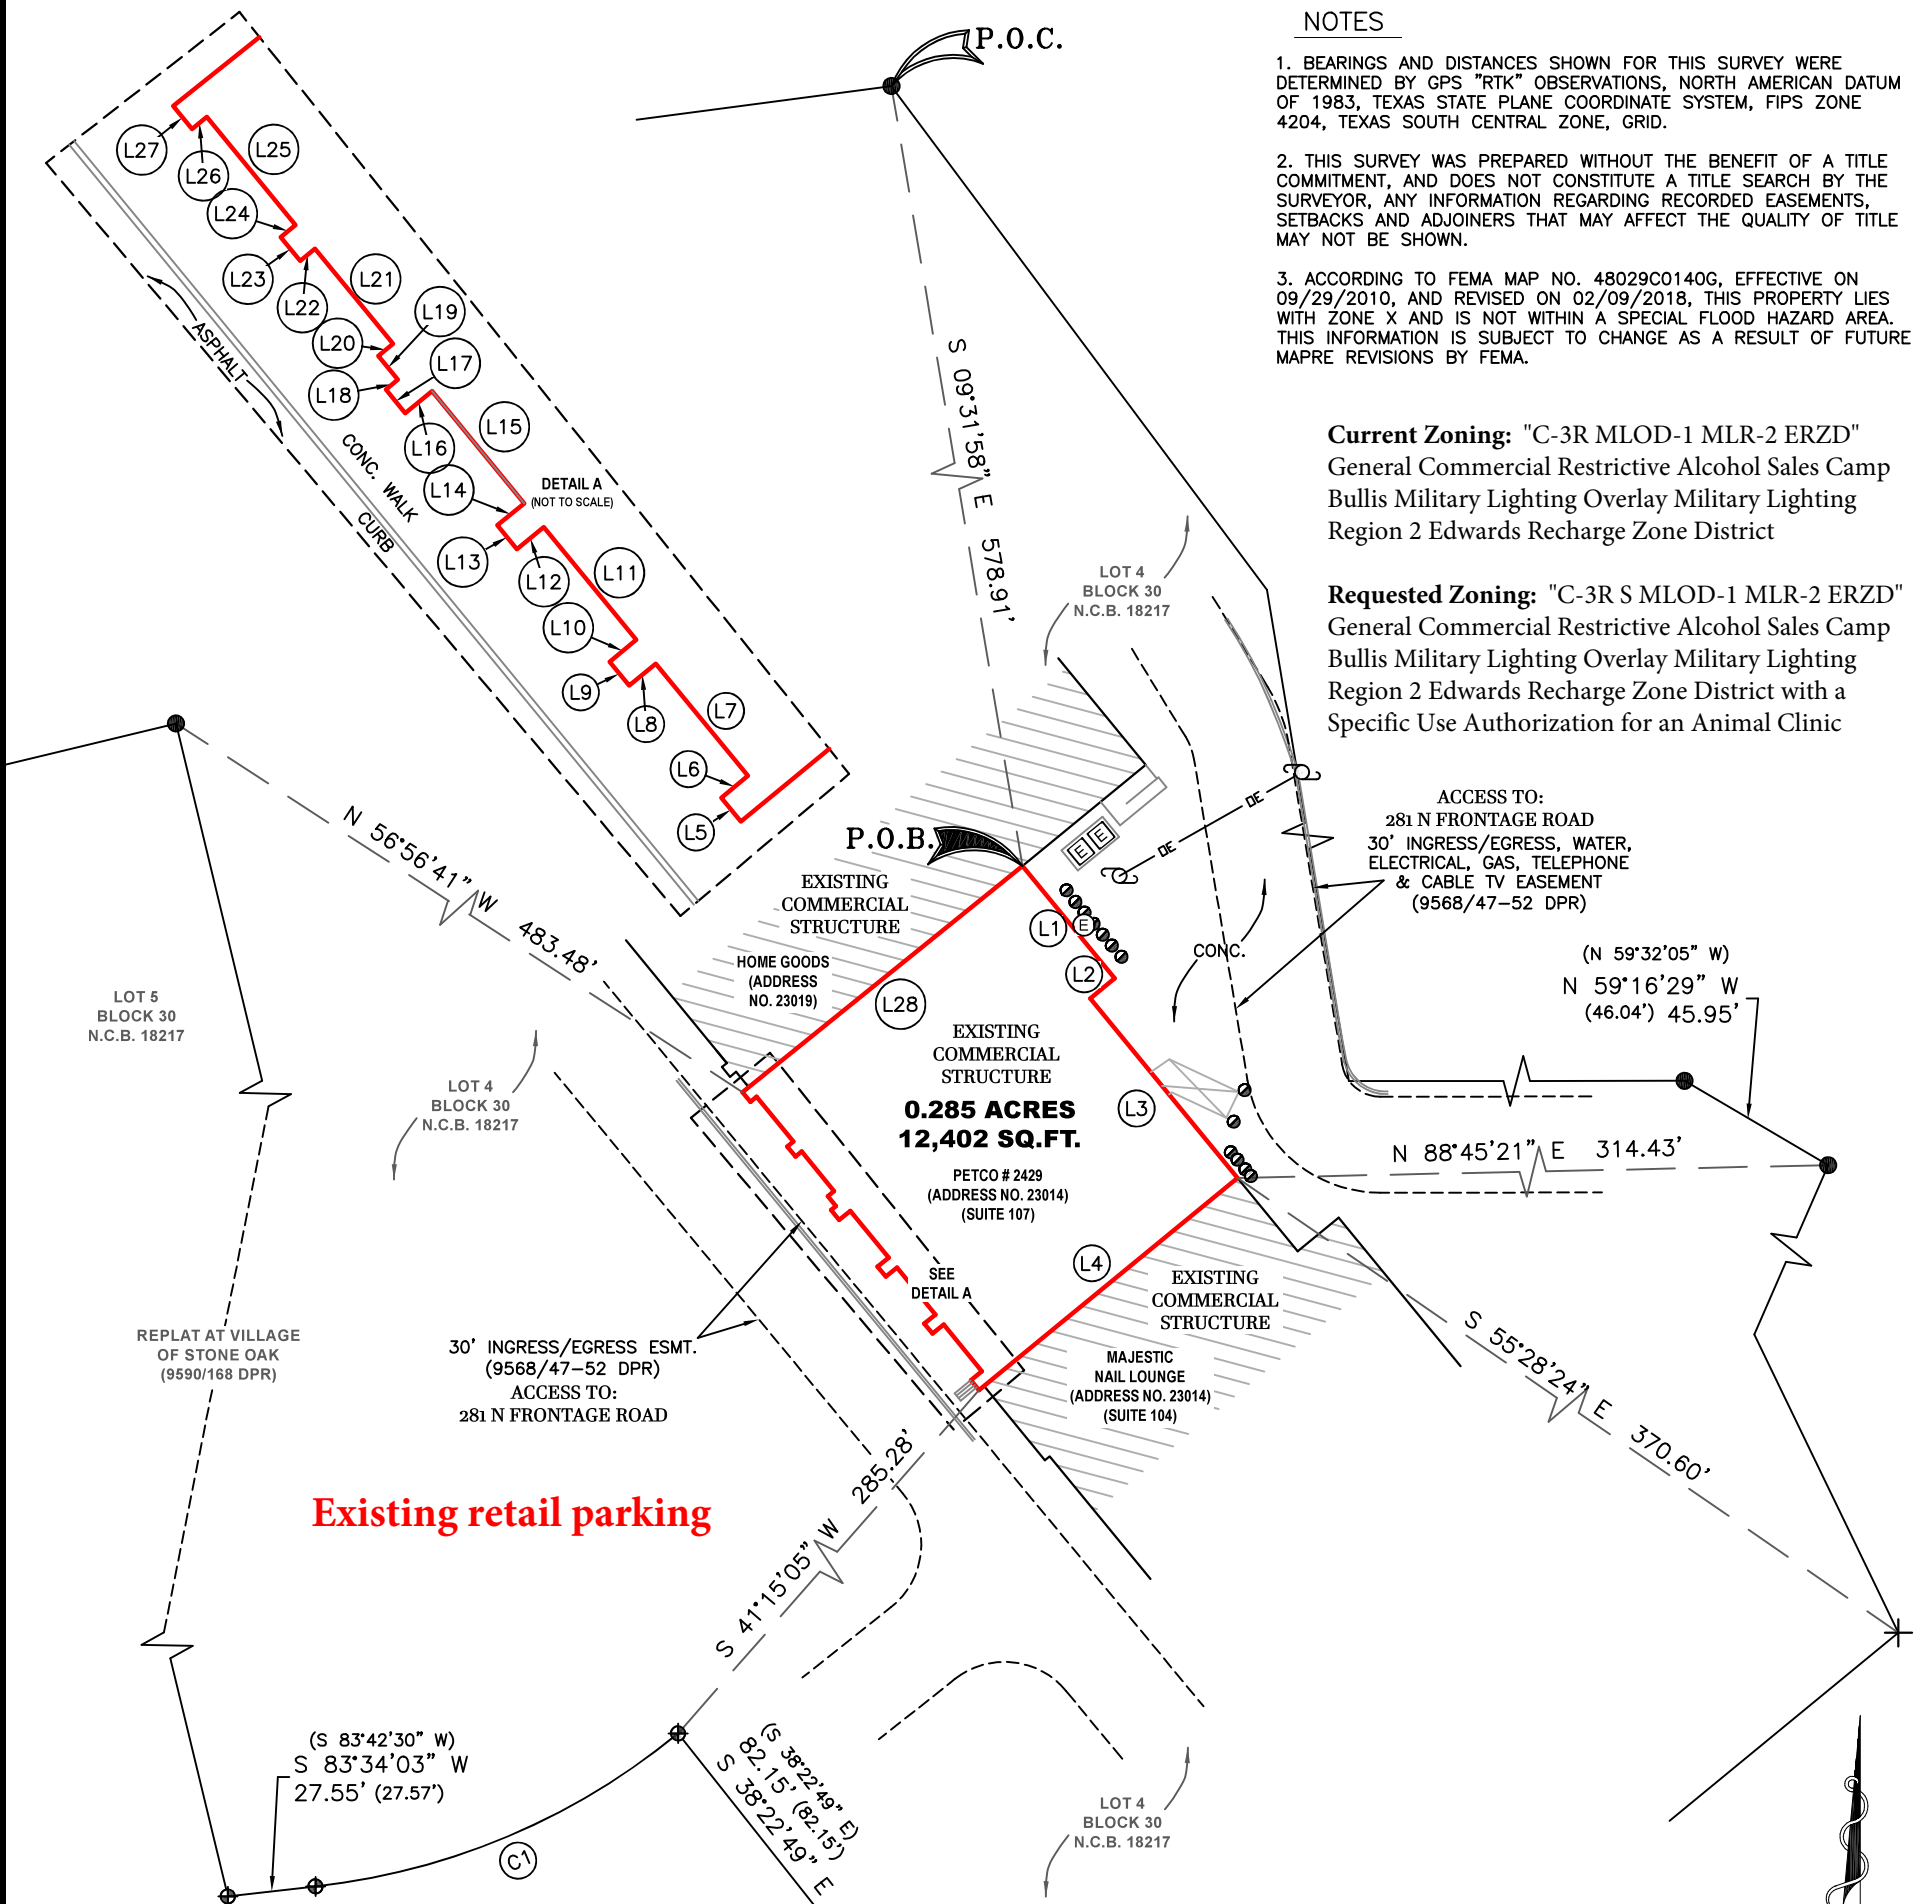 P.O.C.
NOTES
1. BEARINGS AND DISTANCES SHOWN FOR THIS SURVEY WERE
DETERMINED BY GPS "RTK" OBSERVATIONS, NORTH AMERICAN DATUM
OF 1983, TEXAS STATE PLANE COORDINATE SYSTEM, FIPS ZONE
4204, TEXAS SOUTH CENTRAL ZONE, GRID.
2. THIS SURVEY WAS PREPARED WITHOUT THE BENEFIT OF A TITLE
COMMITMENT, AND DOES NOT CONSTITUTE A TITLE SEARCH BY THE
SURVEYOR, ANY INFORMATION REGARDING RECORDED EASEMENTS,
SETBACKS AND ADJOINERS THAT MAY AFFECT THE QUALITY OF TITLE
MAY NOT BE SHOWN.
3. ACCORDING TO FEMA MAP NO. 48029C0140G, EFFECTIVE ON
09/29/2010, AND REVISED ON 02/09/2018, THIS PROPERTY LIES
WITH ZONE X AND IS NOT WITHIN A SPECIAL FLOOD HAZARD AREA.
THIS INFORMATION IS SUBJECT TO CHANGE AS A RESULT OF FUTURE
MAPRE REVISIONS BY FEMA.
Current Zoning: "C-3R MLOD-1 MLR-2 ERZD"
General Commercial Restrictive Alcohol Sales Camp
Bullis Military Lighting Overlay Military Lighting
Region 2 Edwards Recharge Zone District
Requested Zoning: "C-3R S MLOD-1 MLR-2 ERZD"
General Commercial Restrictive Alcohol Sales Camp
Bullis Military Lighting Overlay Military Lighting
Region 2 Edwards Recharge Zone District with a
Specific Use Authorization for an Animal Clinic
L27
L26
L25
L24
L23
L22
L21
L20
L19
L18
L17
L16
L15
L14
L13
L12
L11
L10
L9
L8
L7
L6
L5
DETAIL A
(NOT TO SCALE)
ASPHALT
CONC. WALK
CURB
S 09°31'58" E 578.91'
LOT 4
BLOCK 30
N.C.B. 18217
ACCESS TO:
281 N FRONTAGE ROAD
30' INGRESS/EGRESS, WATER,
ELECTRICAL, GAS, TELEPHONE
& CABLE TV EASEMENT
(9568/47-52 DPR)
OE
OE
E
E
E
P.O.B.
N 56°56'41" W 483.48'
EXISTING
COMMERCIAL
STRUCTURE
HOME GOODS
(ADDRESS
NO. 23019)
L1
L2
L28
CONC.
(N 59°32'05" W)
N 59°16'29" W
(46.04') 45.95'
LOT 5
BLOCK 30
N.C.B. 18217
LOT 4
BLOCK 30
N.C.B. 18217
EXISTING
COMMERCIAL
STRUCTURE
0.285 ACRES
12,402 SQ.FT.
PETCO # 2429
(ADDRESS NO. 23014)
(SUITE 107)
L3
N 88°45'21" E 314.43'
L4
SEE
DETAIL A
EXISTING
COMMERCIAL
STRUCTURE
MAJESTIC
NAIL LOUNGE
(ADDRESS NO. 23014)
(SUITE 104)
S 55°28'24" E 370.60'
REPLAT AT VILLAGE
OF STONE OAK
(9590/168 DPR)
30' INGRESS/EGRESS ESMT.
(9568/47-52 DPR)
ACCESS TO:
281 N FRONTAGE ROAD
Existing retail parking
S 41°15'05" W 285.28'
(S 83°42'30" W)
S 83°34'03" W
27.55' (27.57')
C1
(S 38°22'49" E)
82.15' (82.15')
S 38°22'49" E
LOT 4
BLOCK 30
N.C.B. 18217